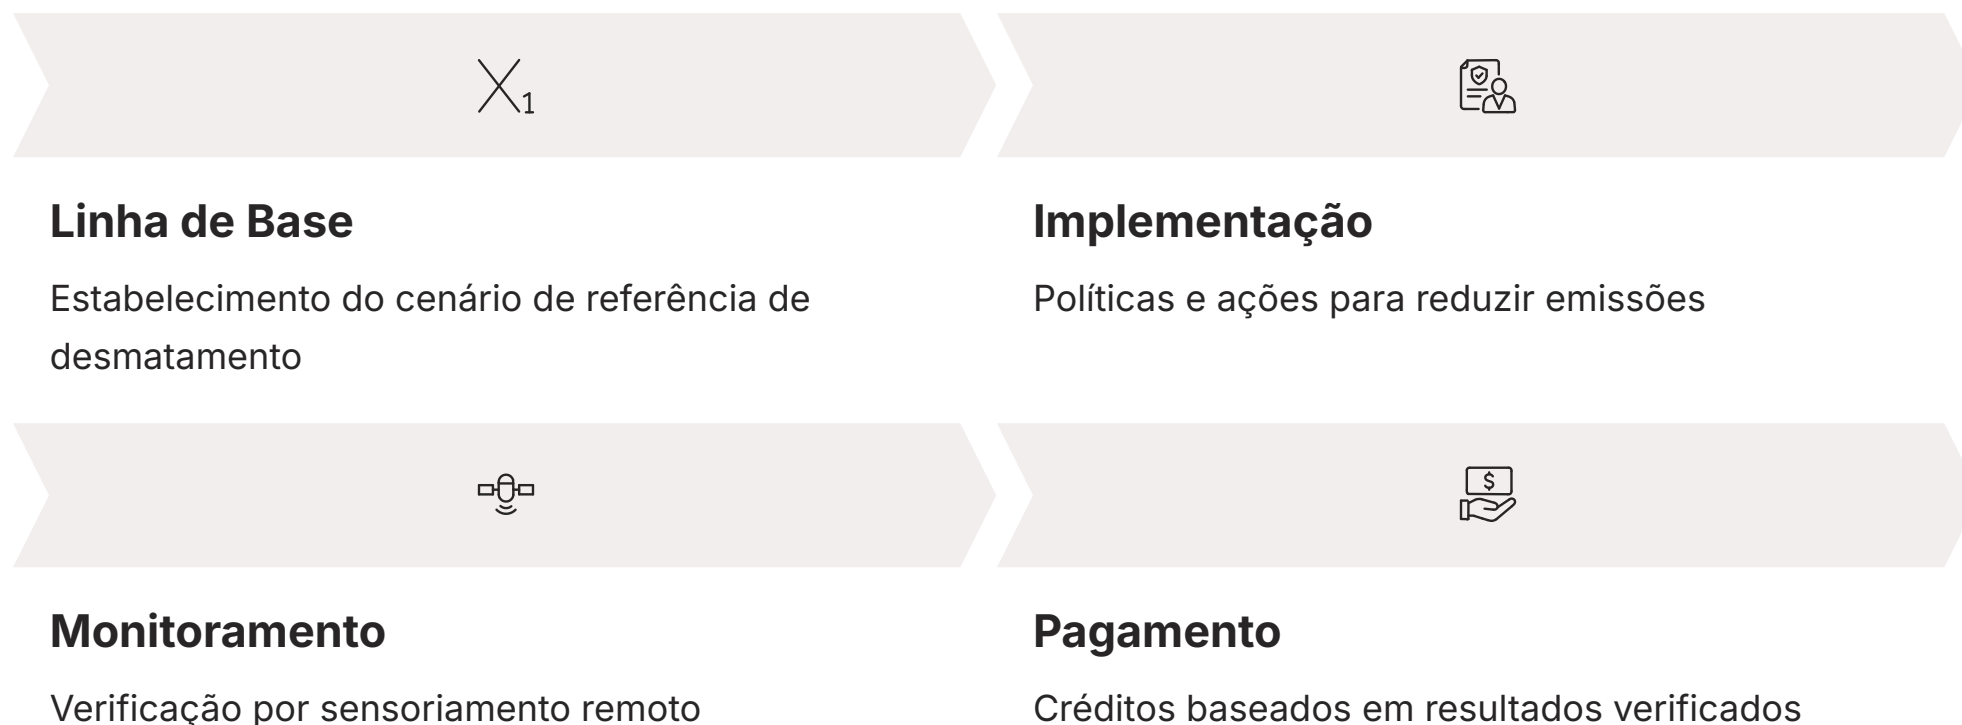 X1
Linha de Base
Estabelecimento do cenário de referência de
desmatamento
Implementação
Políticas e ações para reduzir emissões
$
Monitoramento
Verificação por sensoriamento remoto
Pagamento
Créditos baseados em resultados verificados